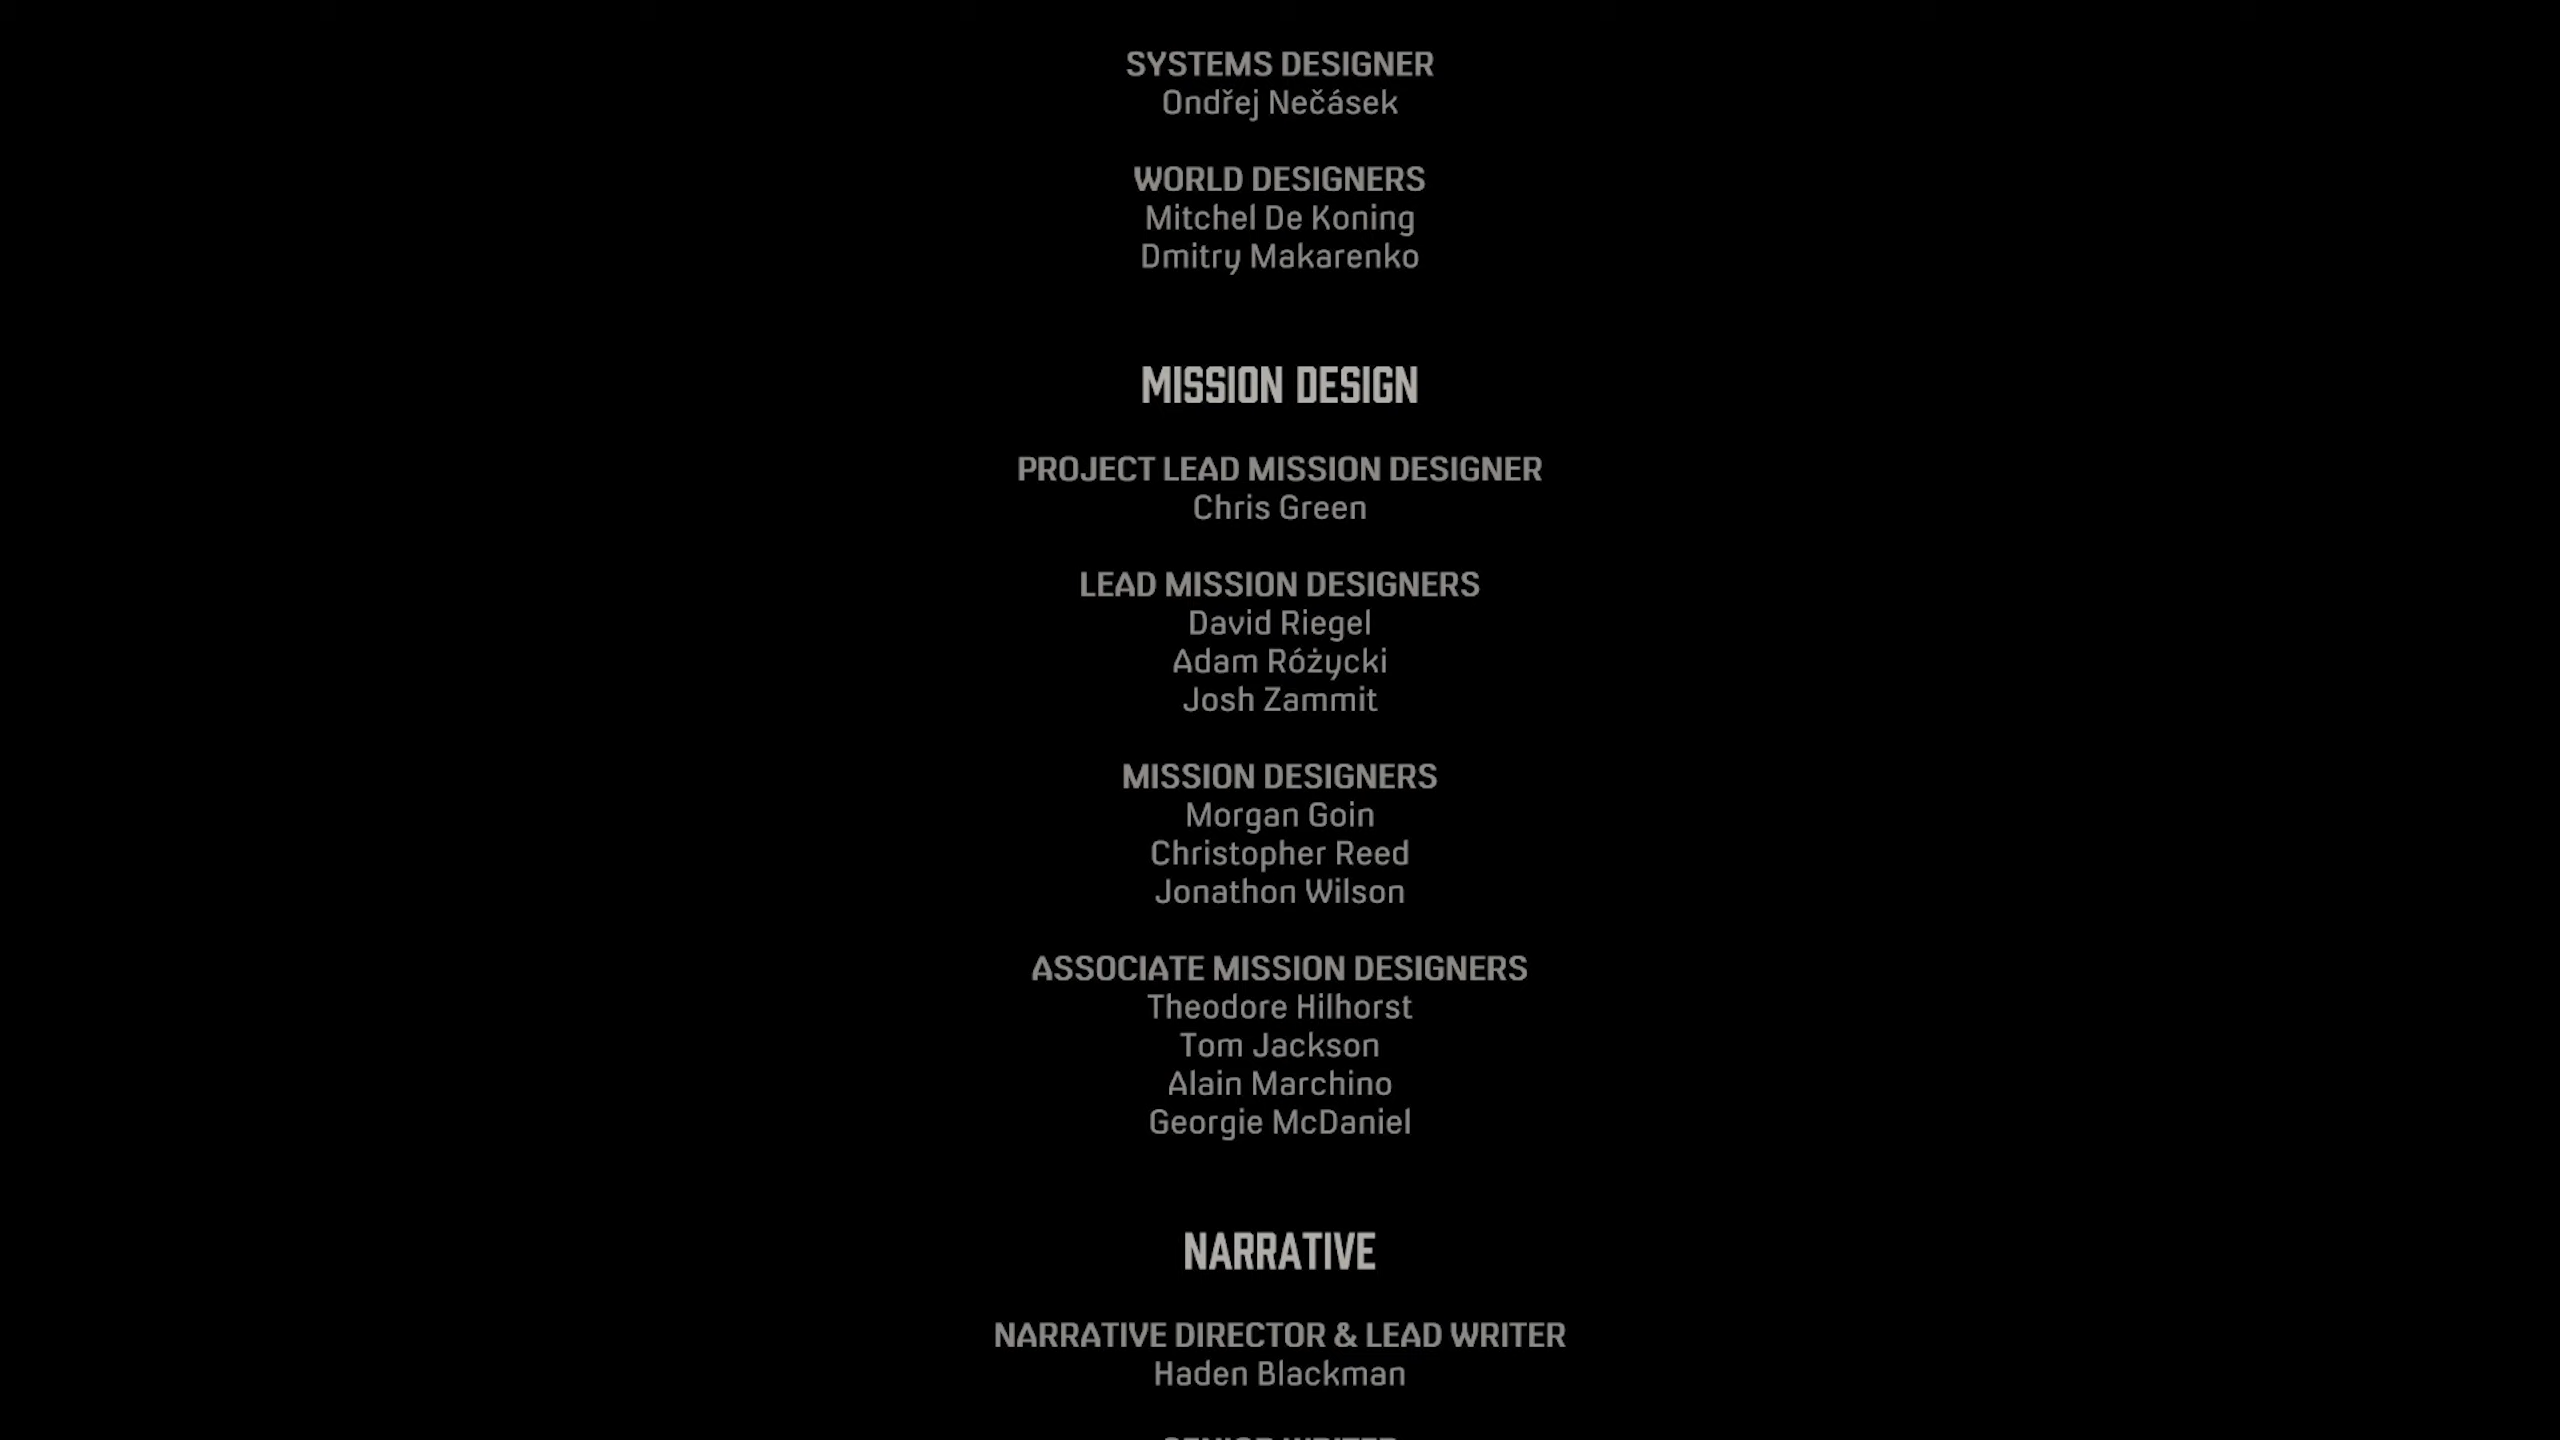 SYSTEMS DESIGNER
Ondřej Nečásek
WORLD DESIGNERS
Mitchel De Koning
Dmitry Makarenko
MISSION DESIGN
PROJECT LEAD MISSION DESIGNER
Chris Green
LEAD MISSION DESIGNERS
David Riegel
Adam Różycki
Josh Zammit
MISSION DESIGNERS
Morgan Goin
Christopher Reed
Jonathon Wilson
ASSOCIATE MISSION DESIGNERS
Theodore Hilhorst
Tom Jackson
Alain Marchino
Georgie McDaniel
NARRATIVE
NARRATIVE DIRECTOR & LEAD WRITER
Haden Blackman